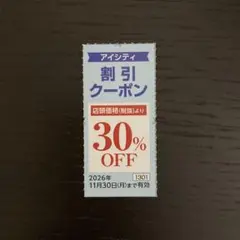 アイシティ
割引
クーポン
店頭価格(税抜)より
30%
OFF
2026年 1301
11月30日(月)まで有効